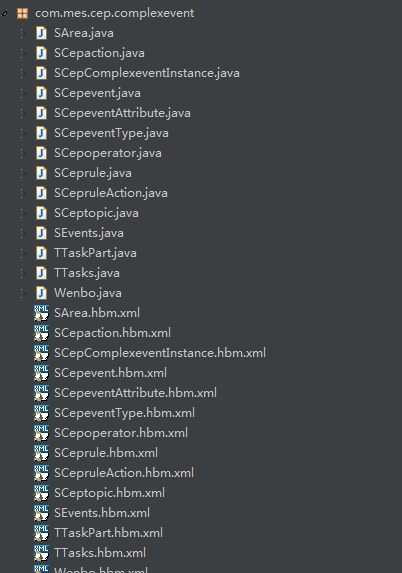 com.mes.cep.complexevent
SArea.java
SCepaction.java
SCepComplexeventInstance.java
SCepevent.java
SCepeventAttribute.java
SCepeventType.java
SCepoperator.java
SCeprule.java
SCepruleAction.java
SCeptopic.java
SEvents.java
TTaskPart.java
TTasks.java
Wenbo.java
SArea.hbm.xml
SCepaction.hbm.xml
SCepComplexeventInstance.hbm.xml
SCepevent.hbm.xml
SCepeventAttribute.hbm.xml
SCepeventType.hbm.xml
SCepoperator.hbm.xml
SCeprule.hbm.xml
SCepruleAction.hbm.xml
SCeptopic.hbm.xml
SEvents.hbm.xml
TTaskPart.hbm.xml
TTasks.hbm.xml
Wenbo.hbm.xml